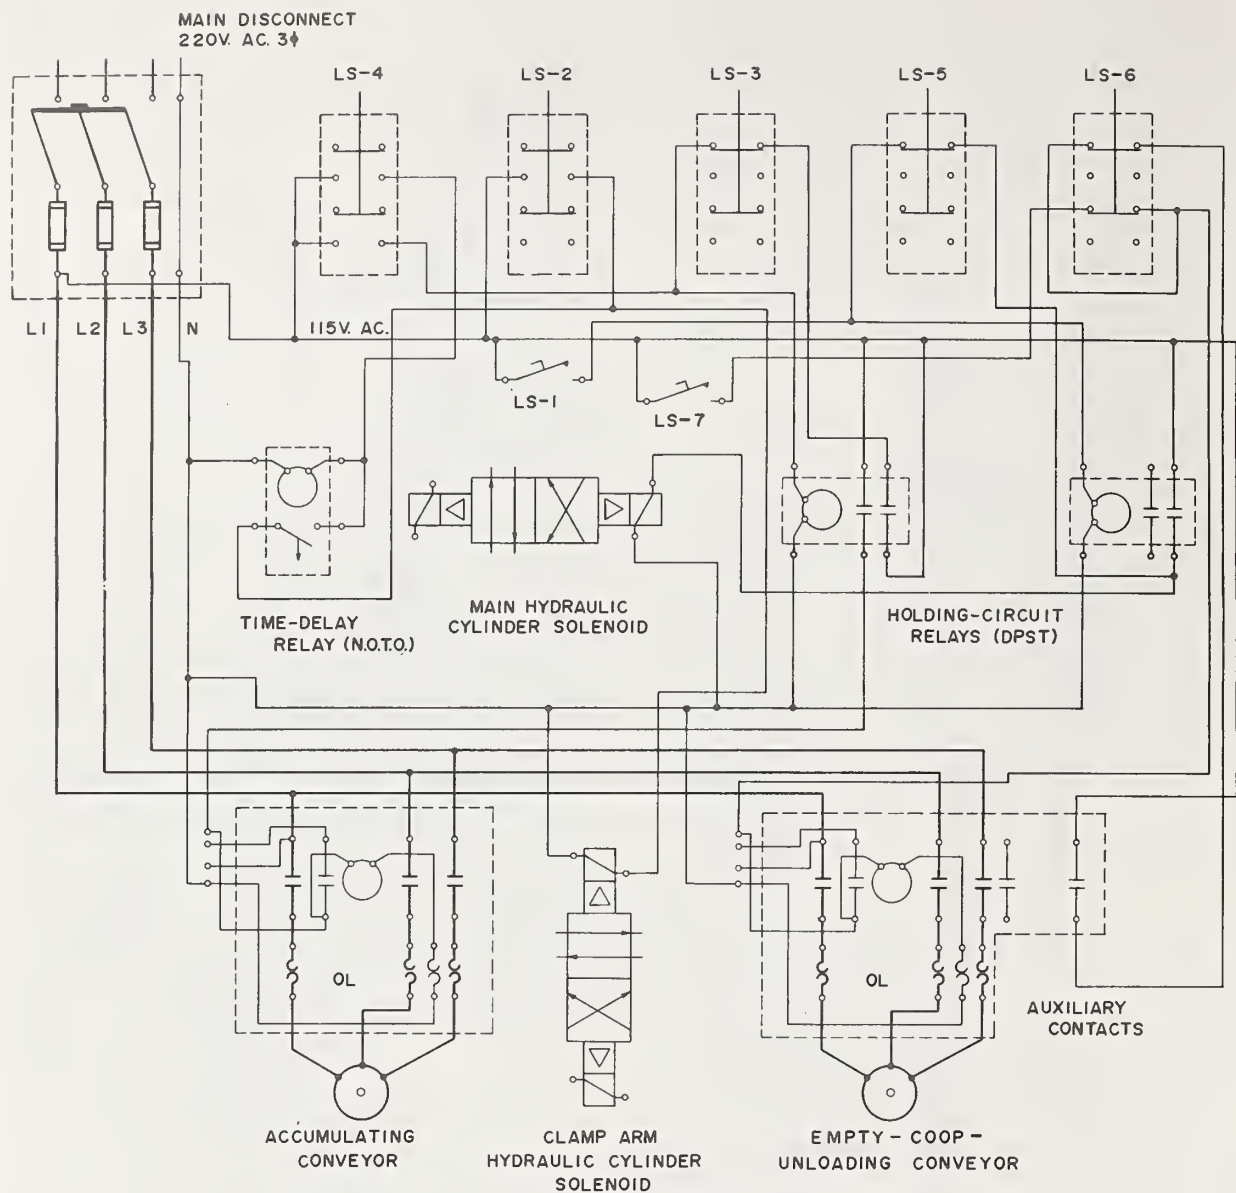 MAIN DISCONNECT
220V. AC. 3ϕ
LS-4
LS-2
LS-3
LS-5
LS-6
L1
L2
L3
N
115V. AC.
LS-1
LS-7
TIME-DELAY
RELAY (N.O.T.O.)
MAIN HYDRAULIC
CYLINDER SOLENOID
HOLDING-CIRCUIT
RELAYS (DPST)
OL
OL
AUXILIARY
CONTACTS
ACCUMULATING
CONVEYOR
CLAMP ARM
HYDRAULIC CYLINDER
SOLENOID
EMPTY-COOP-
UNLOADING CONVEYOR